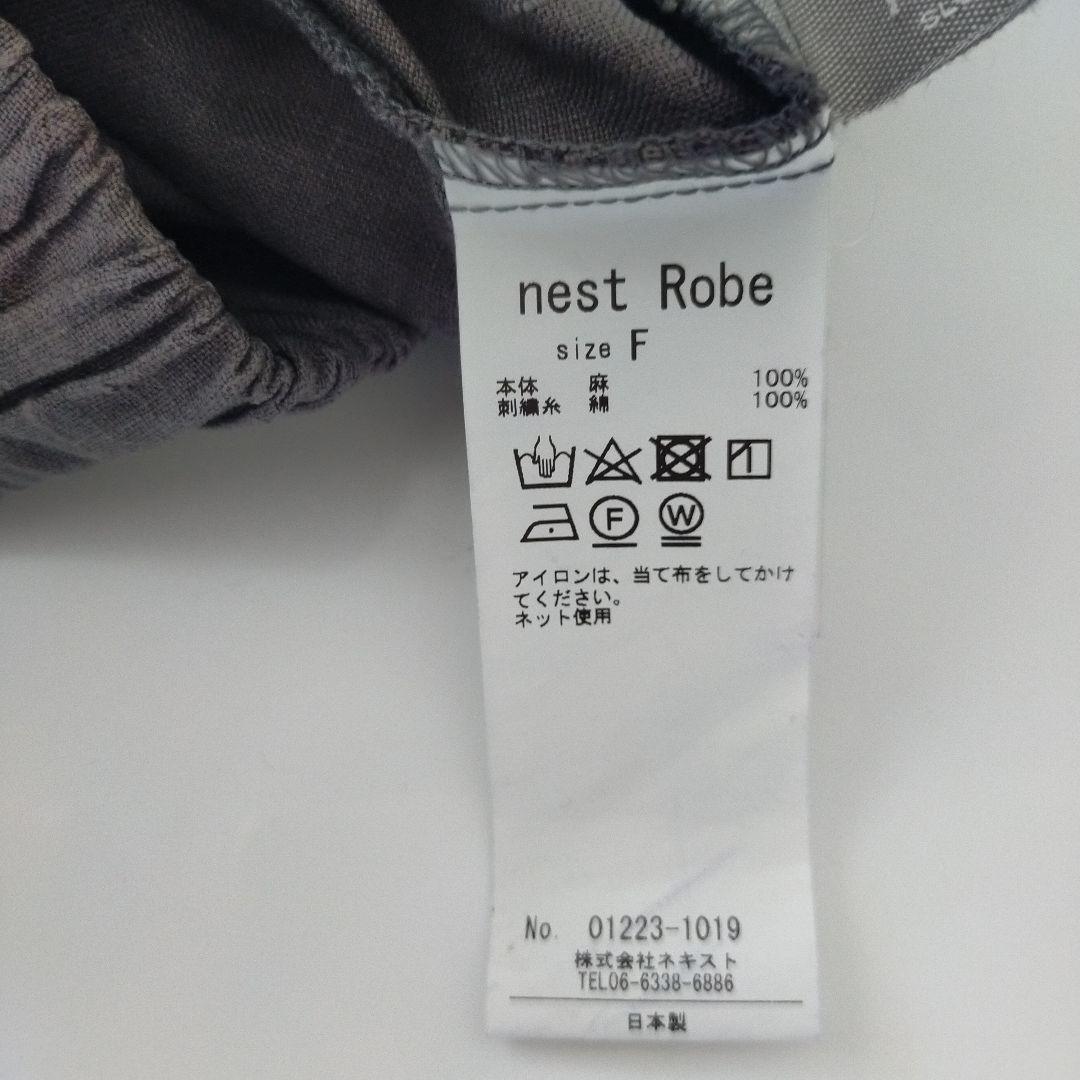 nest Robe
size F
本体 麻 100%
刺繍糸 綿 100%
F W
アイロンは、当て布をしてかけ
てください。
ネット使用
No. 01223-1019
株式会社ネキスト
TEL06-6338-6886
日本製